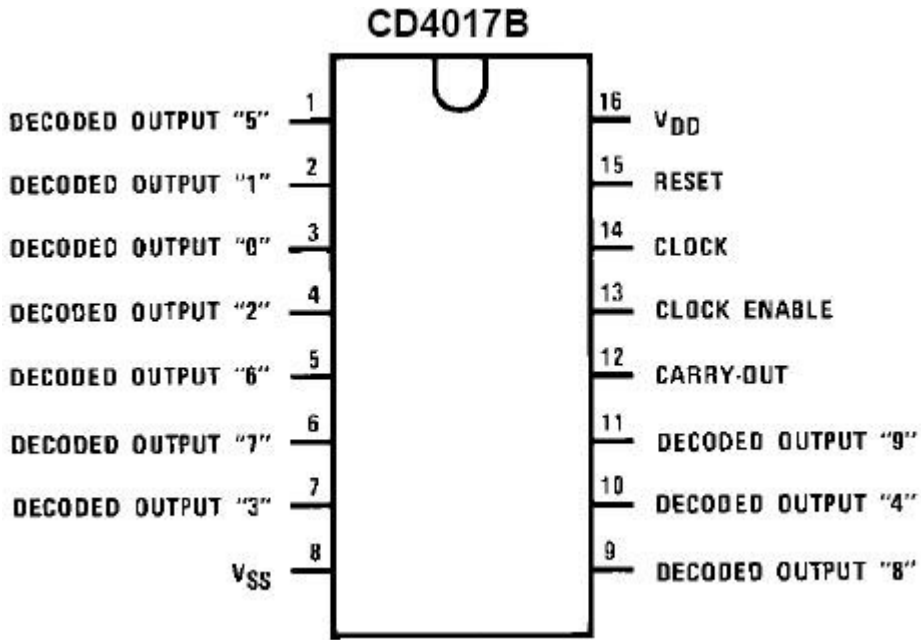 CD4017B
DECODED OUTPUT "5" 1
DECODED OUTPUT "1" 2
DECODED OUTPUT "0" 3
DECODED OUTPUT "2" 4
DECODED OUTPUT "6" 5
DECODED OUTPUT "7" 6
DECODED OUTPUT "3" 7
VSS 8
16 VDD
15 RESET
14 CLOCK
13 CLOCK ENABLE
12 CARRY-OUT
11 DECODED OUTPUT "9"
10 DECODED OUTPUT "4"
9 DECODED OUTPUT "8"